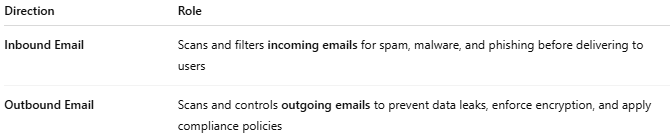 Direction Role
Inbound Email Scans and filters incoming emails for spam, malware, and phishing before delivering to
users
Outbound Email Scans and controls outgoing emails to prevent data leaks, enforce encryption, and apply
compliance policies